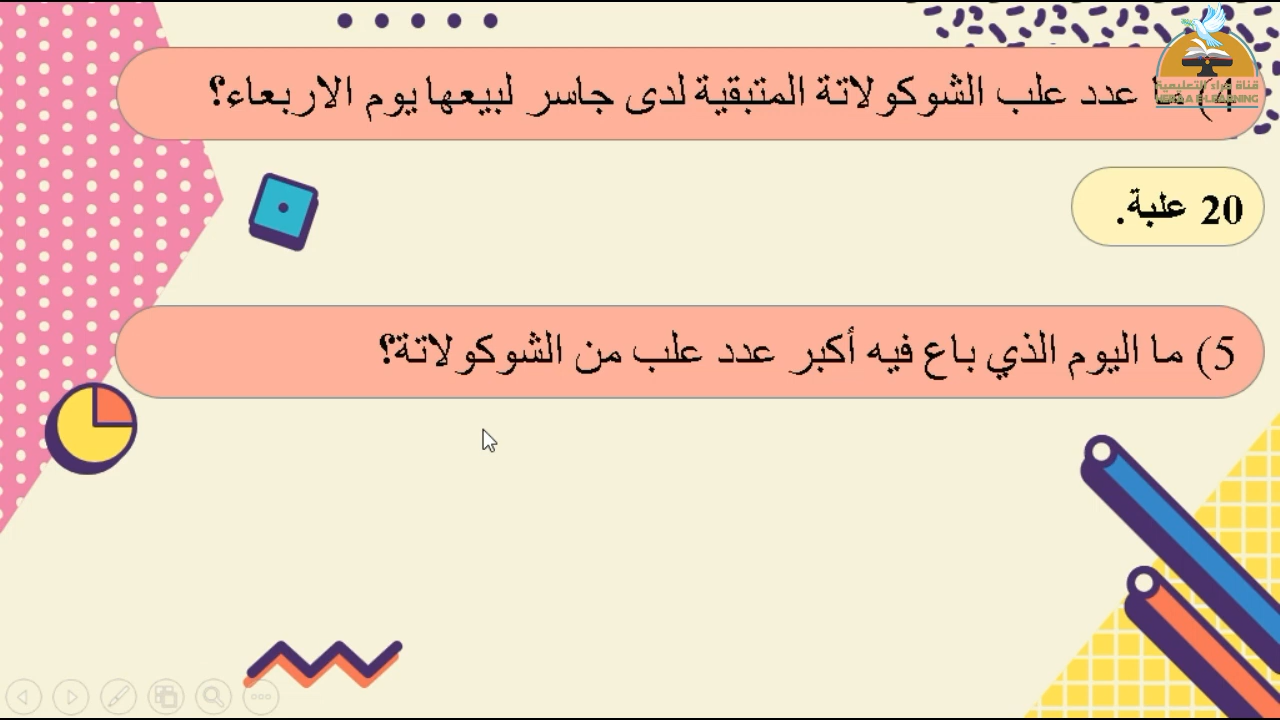 4) ما عدد علب الشوكولاتة المتبقية لدى جاسر لبيعها يوم الاربعاء؟
20 علبة.
5) ما اليوم الذي باع فيه أكبر عدد علب من الشوكولاتة؟
E-LEARNING